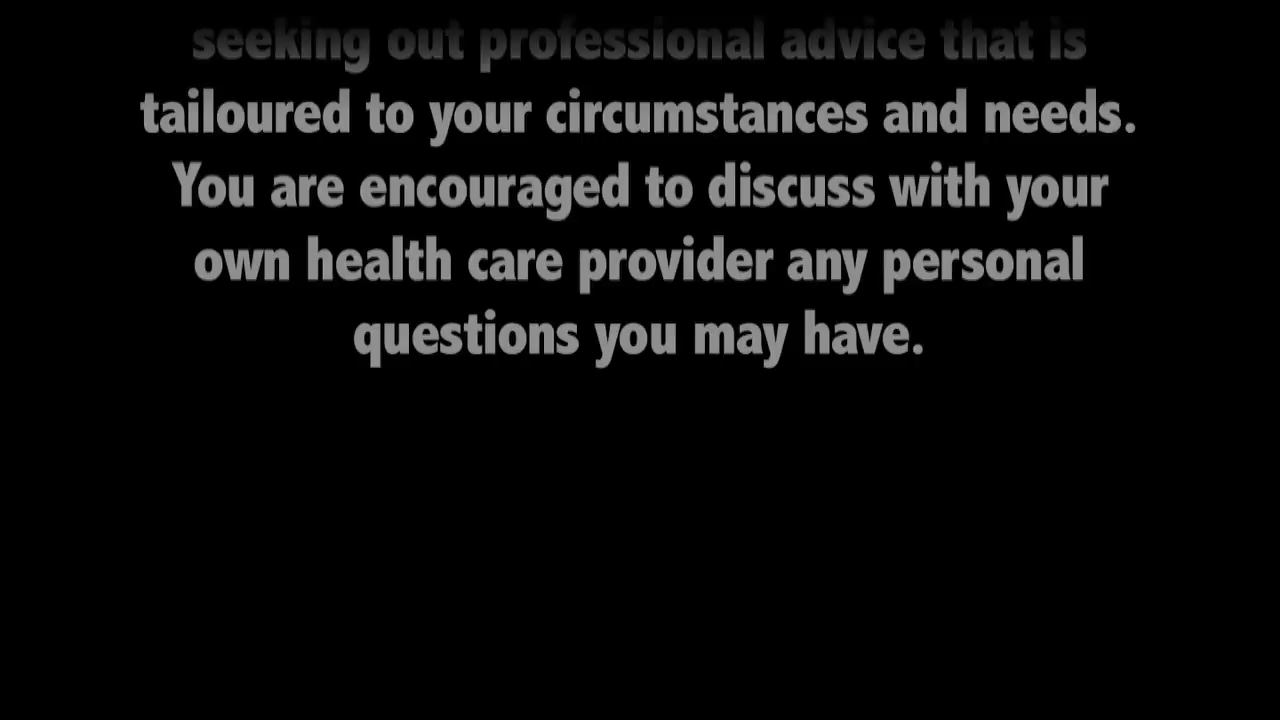 seeking out professional advice that is
tailoured to your circumstances and needs.
You are encouraged to discuss with your
own health care provider any personal
questions you may have.